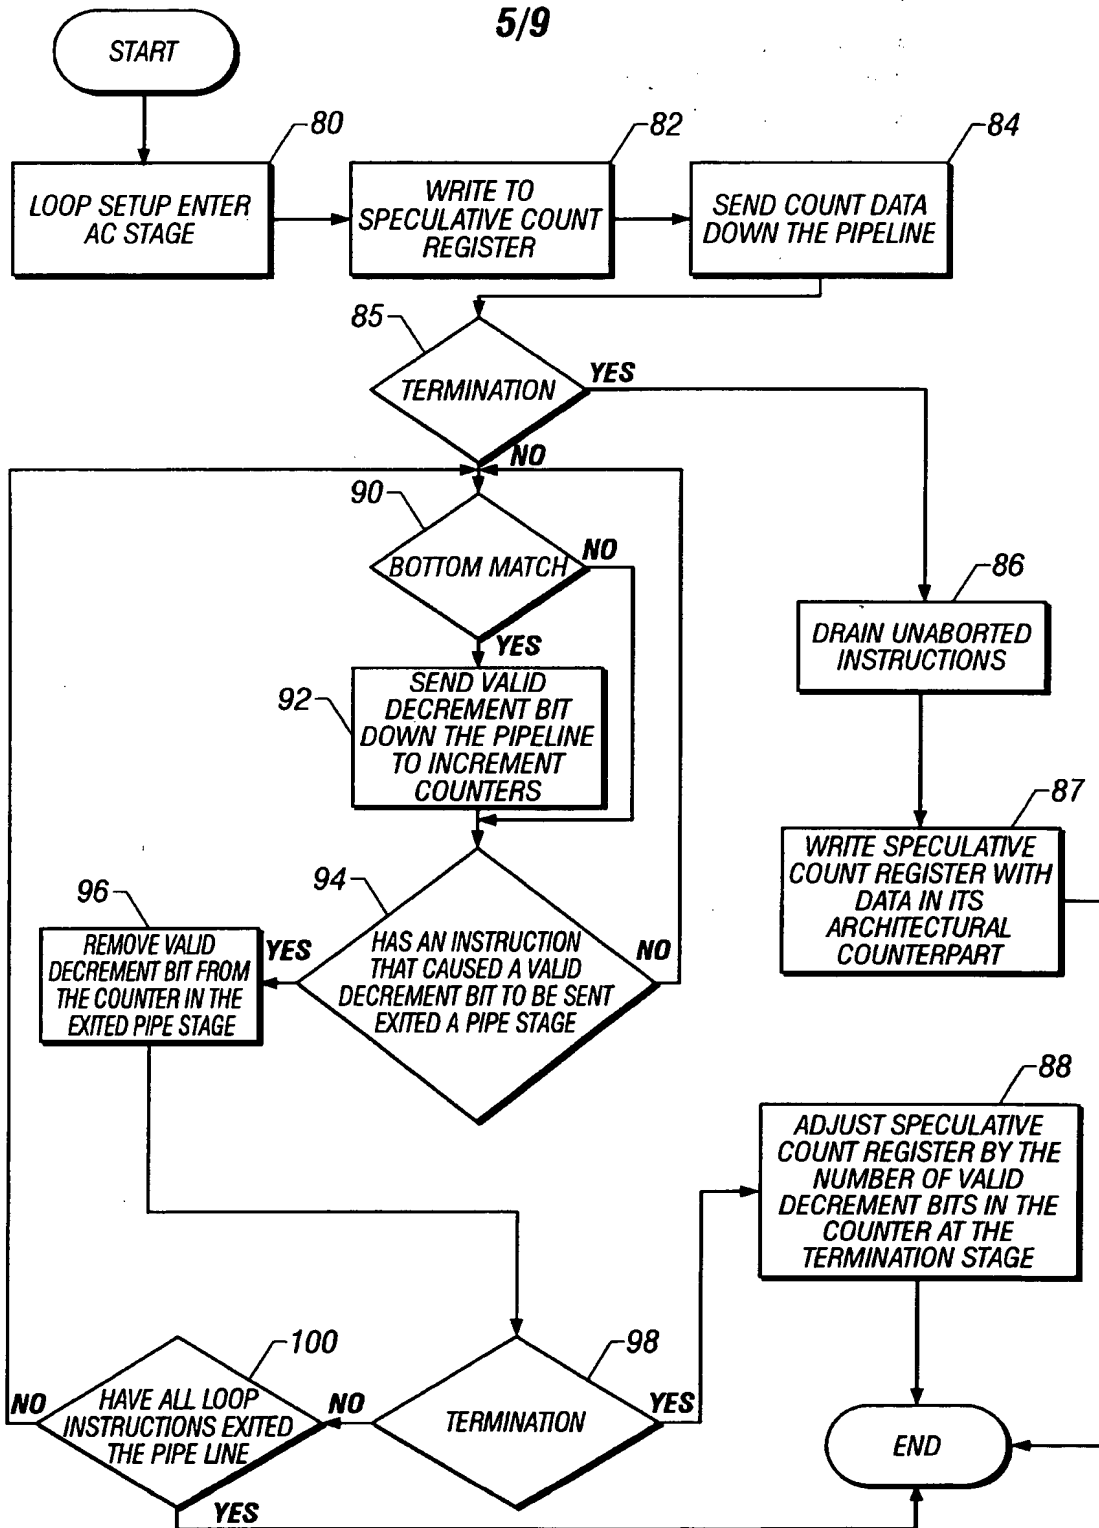 5/9
START
80
82
84
LOOP SETUP ENTER
AC STAGE
WRITE TO
SPECULATIVE COUNT
REGISTER
SEND COUNT DATA
DOWN THE PIPELINE
85
TERMINATION
YES
NO
90
BOTTOM MATCH
NO
YES
86
DRAIN UNABORTED
INSTRUCTIONS
92
SEND VALID
DECREMENT BIT
DOWN THE PIPELINE
TO INCREMENT
COUNTERS
87
WRITE SPECULATIVE
COUNT REGISTER WITH
DATA IN ITS
ARCHITECTURAL
COUNTERPART
94
HAS AN INSTRUCTION
THAT CAUSED A VALID
DECREMENT BIT TO BE SENT
EXITED A PIPE STAGE
YES
NO
96
REMOVE VALID
DECREMENT BIT FROM
THE COUNTER IN THE
EXITED PIPE STAGE
88
ADJUST SPECULATIVE
COUNT REGISTER BY THE
NUMBER OF VALID
DECREMENT BITS IN THE
COUNTER AT THE
TERMINATION STAGE
100
HAVE ALL LOOP
INSTRUCTIONS EXITED
THE PIPE LINE
NO
YES
98
TERMINATION
NO
YES
END